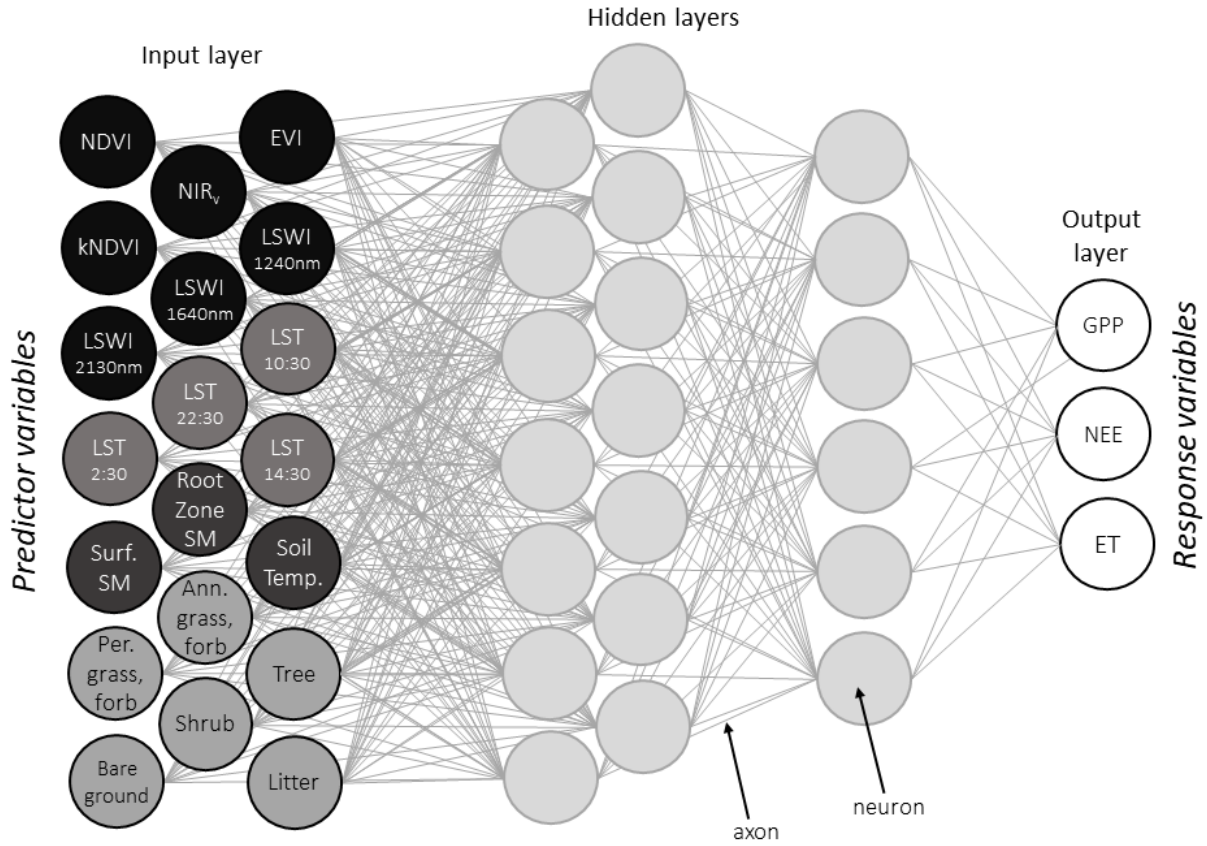 Hidden layers
Input layer
NDVI
EVI
NIRv
kNDVI
LSWI
1240nm
LSWI
1640nm
LSWI
2130nm
LST
10:30
LST
22:30
LST
2:30
LST
14:30
Root
Zone
SM
Surf.
SM
Soil
Temp.
Ann.
grass,
forb
Per.
grass,
forb
Tree
Shrub
Bare
ground
Litter
Predictor variables
axon
neuron
Output
layer
GPP
NEE
ET
Response variables